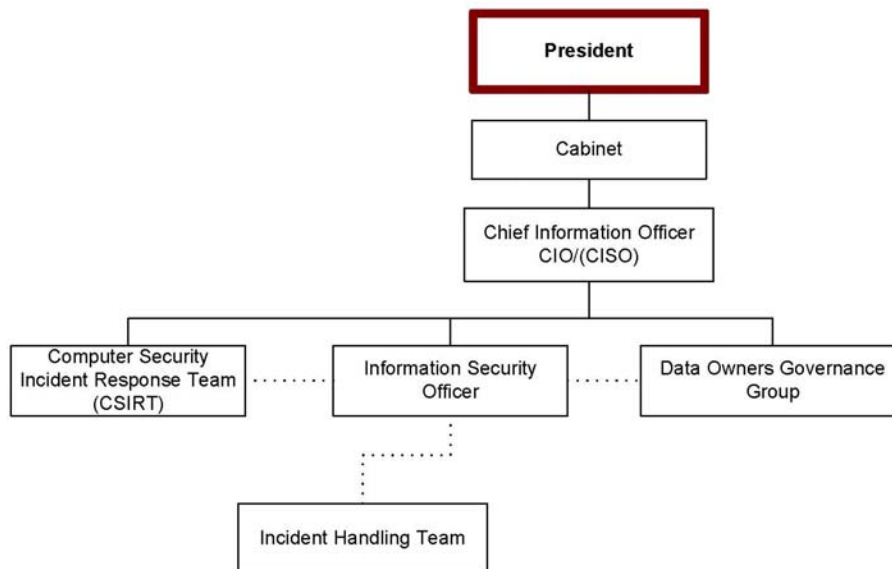 President
Cabinet
Chief Information Officer
CIO/(CISO)
Computer Security
Incident Response Team
(CSIRT)
Information Security
Officer
Data Owners Governance
Group
Incident Handling Team